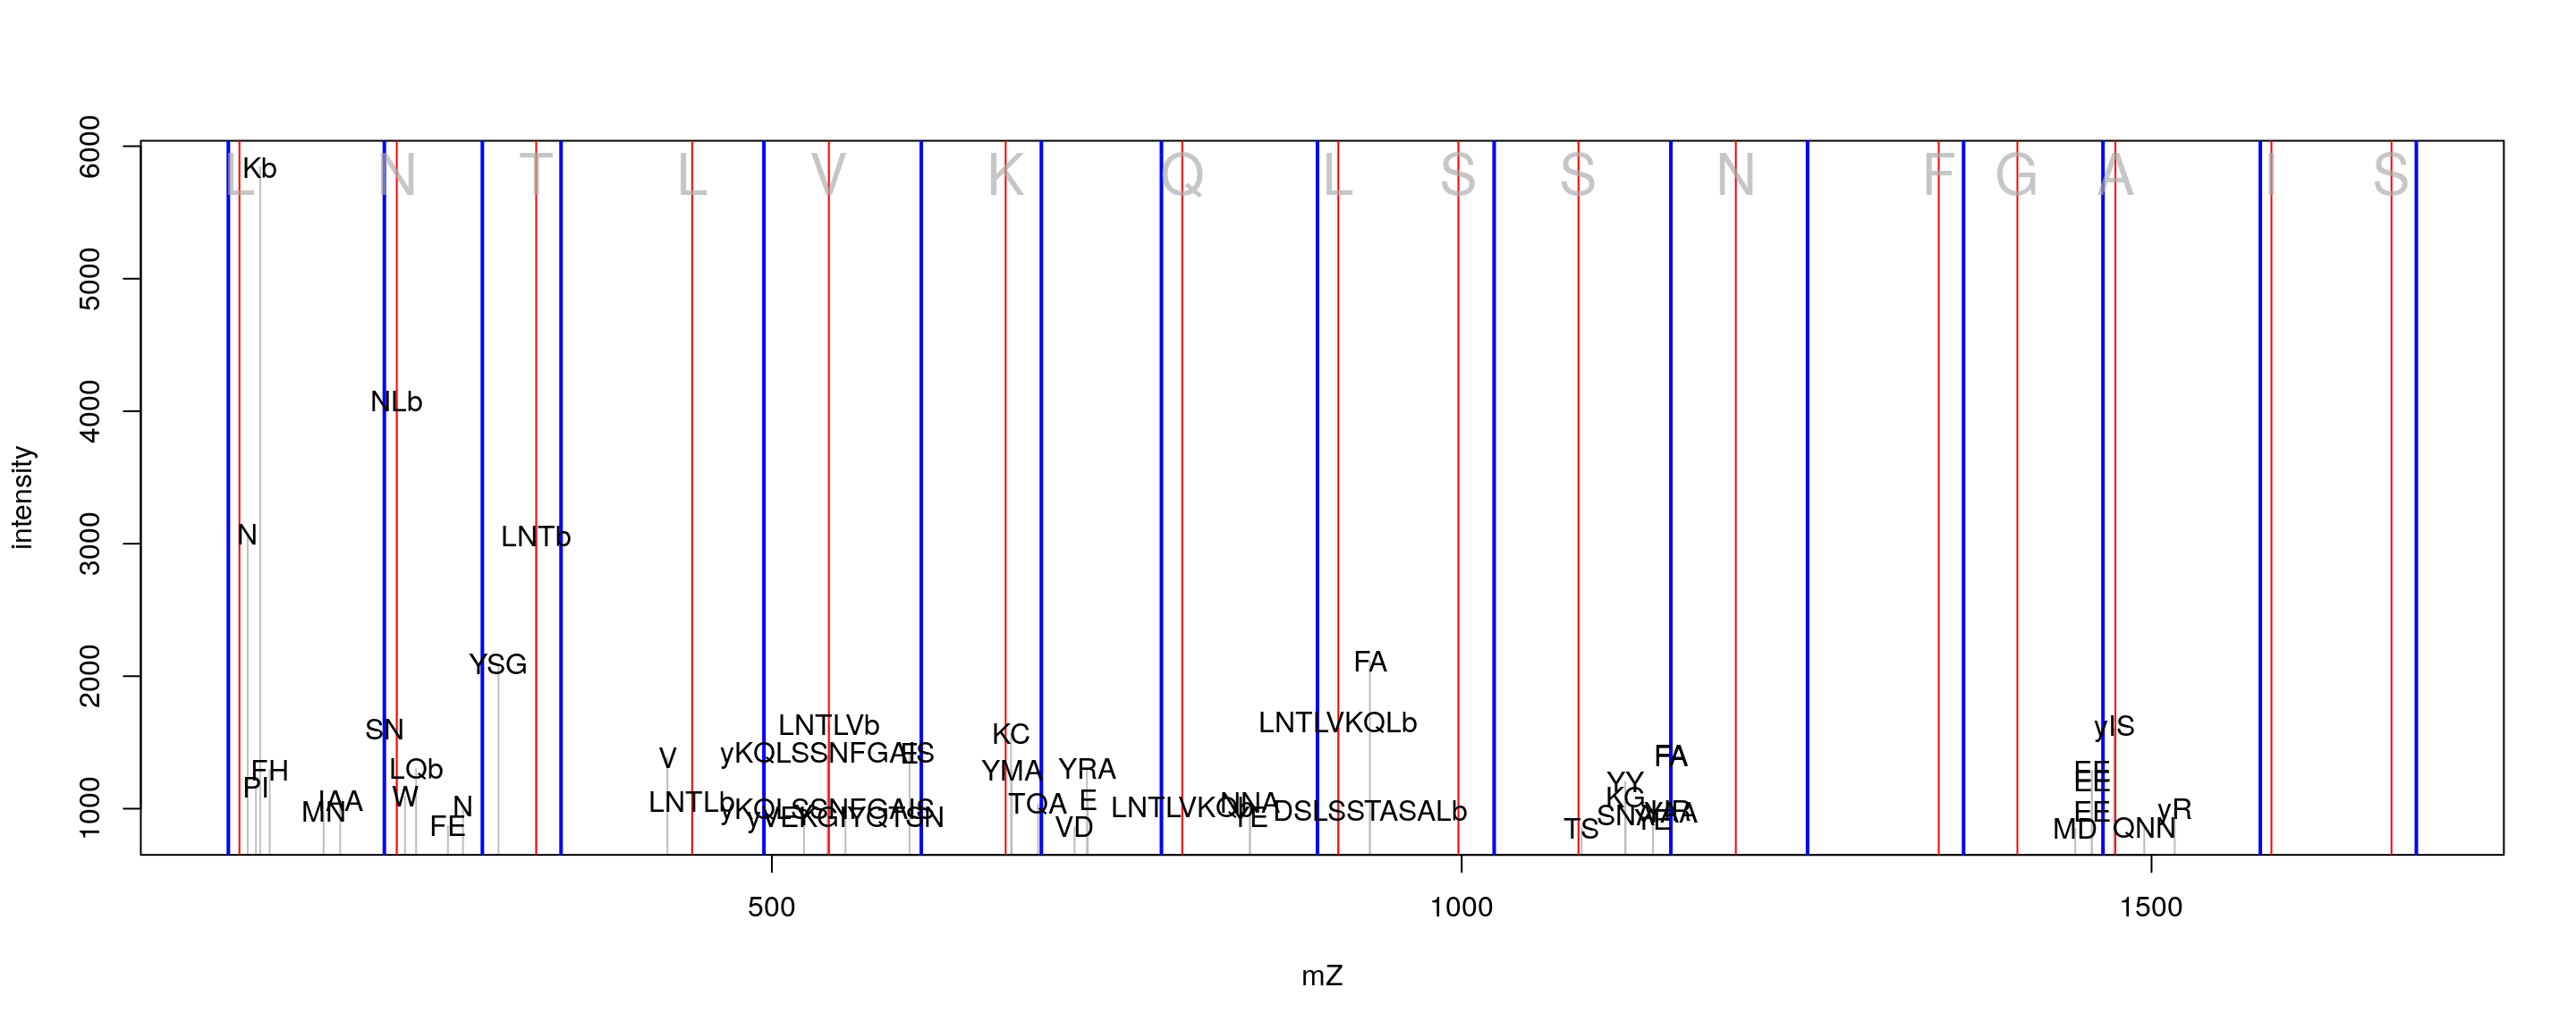 L N T L V K Q L S S N F G A I S
Kb
NLb
N
LNTb
YSG
FA
SN
LNTLVb
LNTLVKQLb
yIS
KC
V
yKQLSSNFGAIS
FA
FH
LQb
YMA
YRA
EE
PI
YY
EE
W
KG
IAA
MN
N
LNTLb
yKQLSSNFGAIS
TQA
E
LNTLVKQb
NNA
DSLSSTASALb
SNA
EE
yR
FE
VD
YE
TS
MD
QNN
6000
5000
4000
3000
2000
1000
intensity
500 1000 1500
mZ